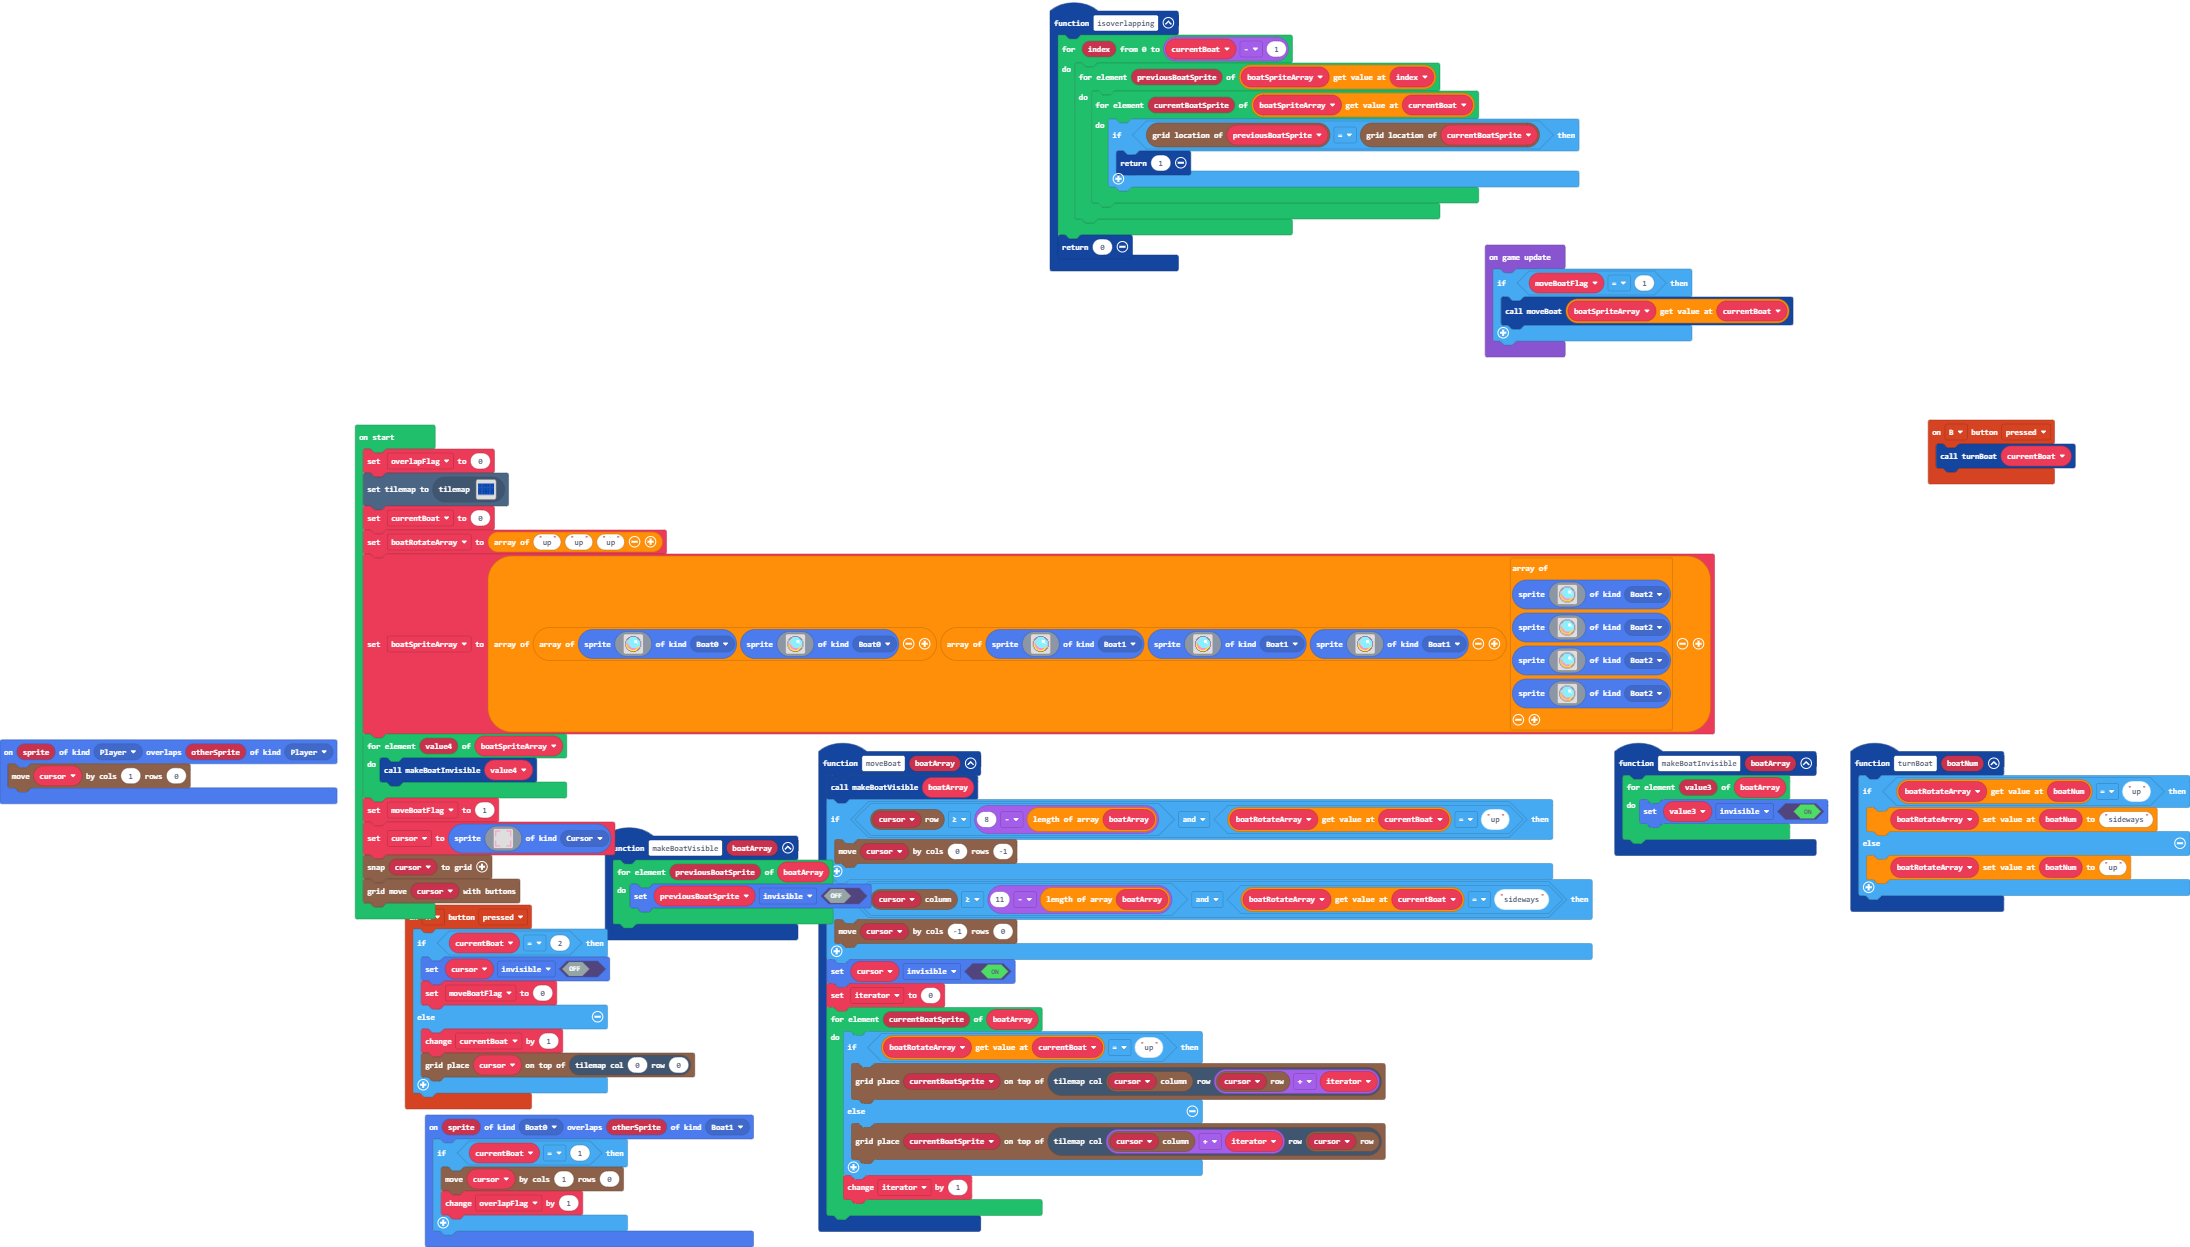 function isoverlapping
for index from 0 to currentBoat - 1
do
for element previousBoatSprite of boatSpriteArray get value at index
do
for element currentBoatSprite of boatSpriteArray get value at currentBoat
do
if grid location of previousBoatSprite = grid location of currentBoatSprite then
return 1
return 0
on game update
if moveBoatFlag = 1 then
call moveBoat boatSpriteArray get value at currentBoat
on B button pressed
call turnBoat currentBoat
on start
set overlapFlag to 0
set tilemap to tilemap
set currentBoat to 0
set boatRotateArray to array of "up" "up" "up"
set boatSpriteArray to array of array of sprite of kind Boat0 sprite of kind Boat0 array of sprite of kind Boat1 sprite of kind Boat1 sprite of kind Boat1
array of
sprite of kind Boat2
sprite of kind Boat2
sprite of kind Boat2
sprite of kind Boat2
for element value4 of boatSpriteArray
do call makeBoatInvisible value4
set moveBoatFlag to 1
set cursor to sprite of kind Cursor
snap cursor to grid
grid move cursor with buttons
on sprite of kind Player overlaps otherSprite of kind Player
move cursor by cols 1 rows 0
button pressed
if currentBoat = 2 then
set cursor invisible OFF
set moveBoatFlag to 0
else
change currentBoat by 1
grid place cursor on top of tilemap col 0 row 0
on sprite of kind Boat0 overlaps otherSprite of kind Boat1
if currentBoat = 1 then
move cursor by cols 1 rows 0
change overlapFlag by 1
nction makeBoatVisible boatArray
for element previousBoatSprite of boatArray
do set previousBoatSprite invisible OFF
function moveBoat boatArray
call makeBoatVisible boatArray
if cursor row ≥ 8 - length of array boatArray and boatRotateArray get value at currentBoat = "up" then
move cursor by cols 0 rows -1
cursor column ≥ 11 - length of array boatArray and boatRotateArray get value at currentBoat = "sideways" then
move cursor by cols -1 rows 0
set cursor invisible ON
set iterator to 0
for element currentBoatSprite of boatArray
do
if boatRotateArray get value at currentBoat = "up" then
grid place currentBoatSprite on top of tilemap col cursor column row cursor row + iterator
else
grid place currentBoatSprite on top of tilemap col cursor column + iterator row cursor row
change iterator by 1
function makeBoatInvisible boatArray
for element value3 of boatArray
do set value3 invisible ON
function turnBoat boatNum
if boatRotateArray get value at boatNum = "up" then
boatRotateArray set value at boatNum to "sideways"
else
boatRotateArray set value at boatNum to "up"